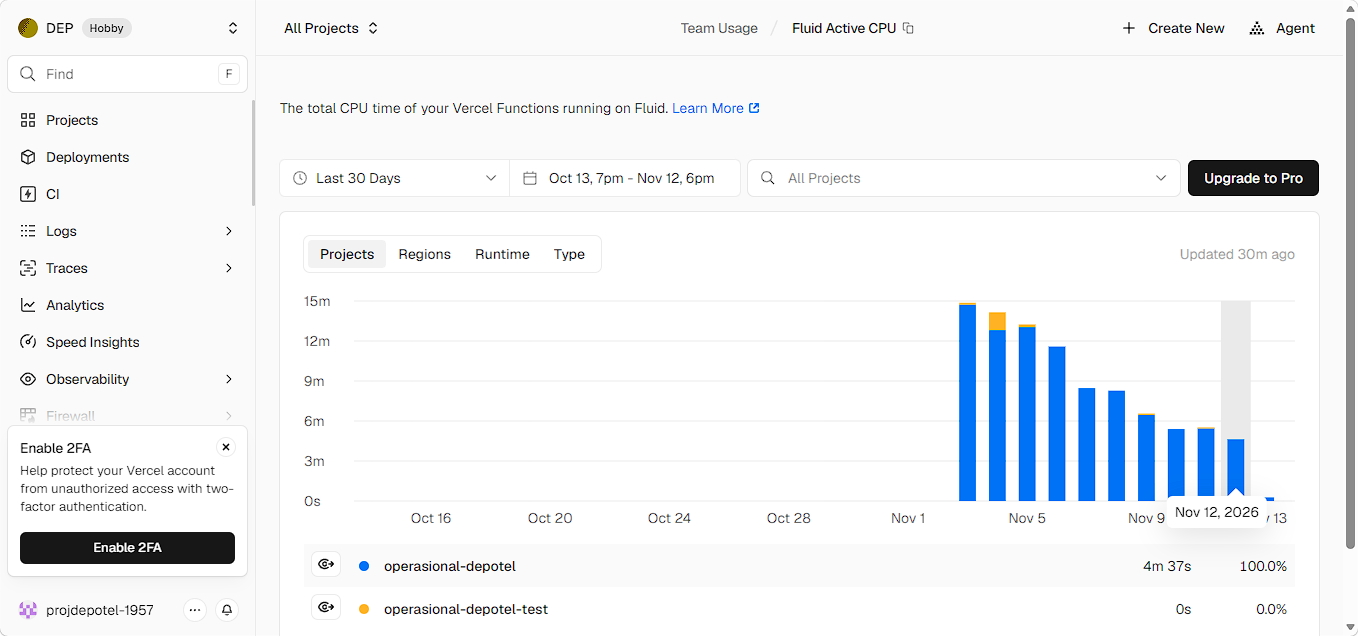 DEP Hobby
All Projects
Team Usage / Fluid Active CPU
Create New
Agent
Find F
The total CPU time of your Vercel Functions running on Fluid. Learn More
Projects
Deployments
CI
Logs
Traces
Analytics
Speed Insights
Observability
Firewall
Enable 2FA
Help protect your Vercel account
from unauthorized access with two-
factor authentication.
Enable 2FA
projdepotel-1957
Last 30 Days
Oct 13, 7pm - Nov 12, 6pm
All Projects
Upgrade to Pro
Projects Regions Runtime Type
Updated 30m ago
15m
12m
9m
6m
3m
0s
Oct 16 Oct 20 Oct 24 Oct 28 Nov 1 Nov 5 Nov 9 13
Nov 12, 2026
operasional-depotel 4m 37s 100.0%
operasional-depotel-test 0s 0.0%